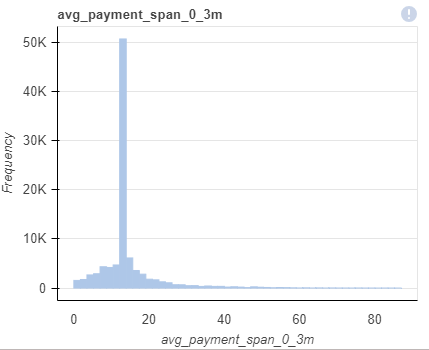 avg_payment_span_0_3m
!
50K
40K
30K
20K
10K
0
Frequency
0 20 40 60 80
avg_payment_span_0_3m